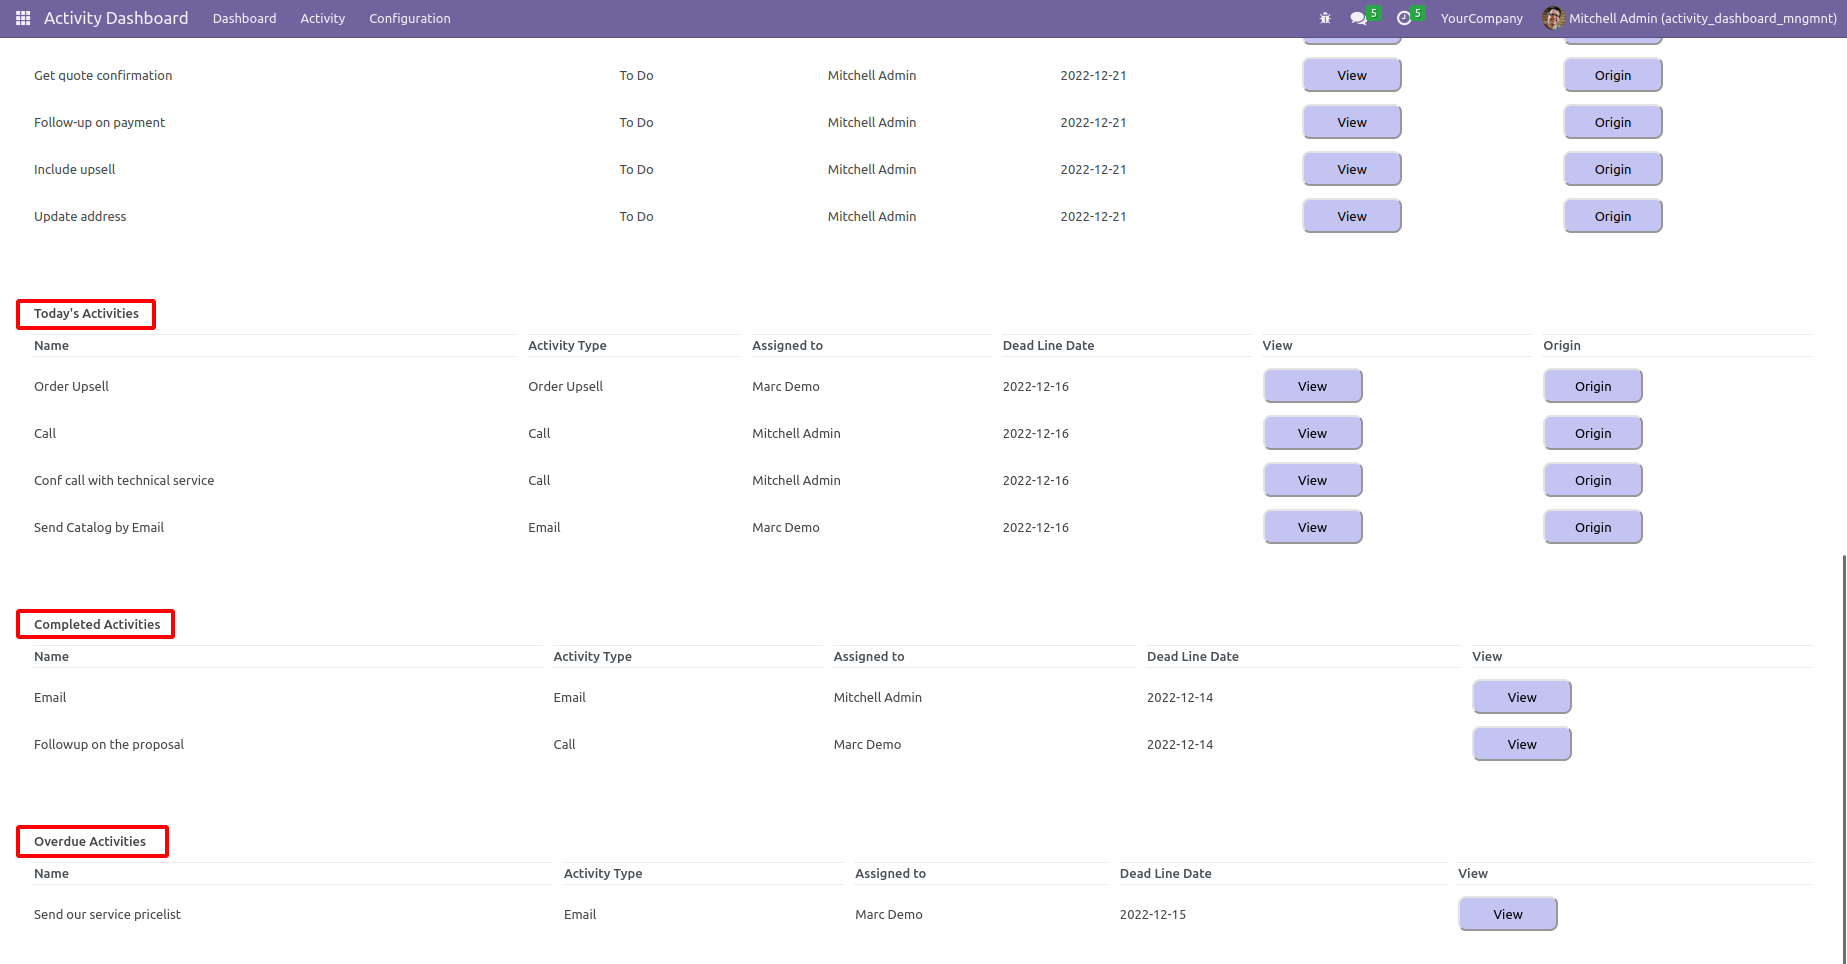 Activity Dashboard Dashboard Activity Configuration 5 5 YourCompany Mitchell Admin (activity_dashboard_mngmnt)
Get quote confirmation To Do Mitchell Admin 2022-12-21 View Origin
Follow-up on payment To Do Mitchell Admin 2022-12-21 View Origin
Include upsell To Do Mitchell Admin 2022-12-21 View Origin
Update address To Do Mitchell Admin 2022-12-21 View Origin
Today's Activities
Name Activity Type Assigned to Dead Line Date View Origin
Order Upsell Order Upsell Marc Demo 2022-12-16 View Origin
Call Call Mitchell Admin 2022-12-16 View Origin
Conf call with technical service Call Mitchell Admin 2022-12-16 View Origin
Send Catalog by Email Email Marc Demo 2022-12-16 View Origin
Completed Activities
Name Activity Type Assigned to Dead Line Date View
Email Email Mitchell Admin 2022-12-14 View
Followup on the proposal Call Marc Demo 2022-12-14 View
Overdue Activities
Name Activity Type Assigned to Dead Line Date View
Send our service pricelist Email Marc Demo 2022-12-15 View